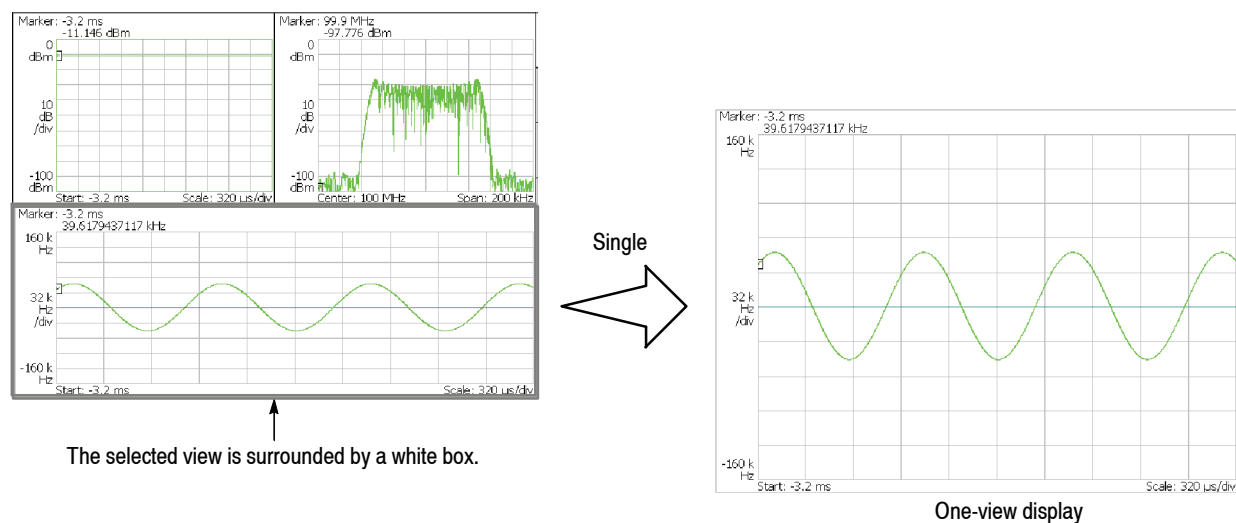 Marker: -3.2 ms
-11.146 dBm
0
dBm
10
dB
/div
-100
dBm
Start: -3.2 ms
Scale: 320 µs/div
Marker: 99.9 MHz
-97.776 dBm
0
dBm
10
dB
/div
-100
dBm
Center: 100 MHz
Span: 200 kHz
Marker: -3.2 ms
39.6179437117 kHz
160 k
Hz
32 k
Hz
/div
-160 k
Hz
Start: -3.2 ms
Scale: 320 µs/div
The selected view is surrounded by a white box.
Single
Marker: -3.2 ms
39.6179437117 kHz
160 k
Hz
32 k
Hz
/div
-160 k
Hz
Start: -3.2 ms
Scale: 320 µs/div
One-view display